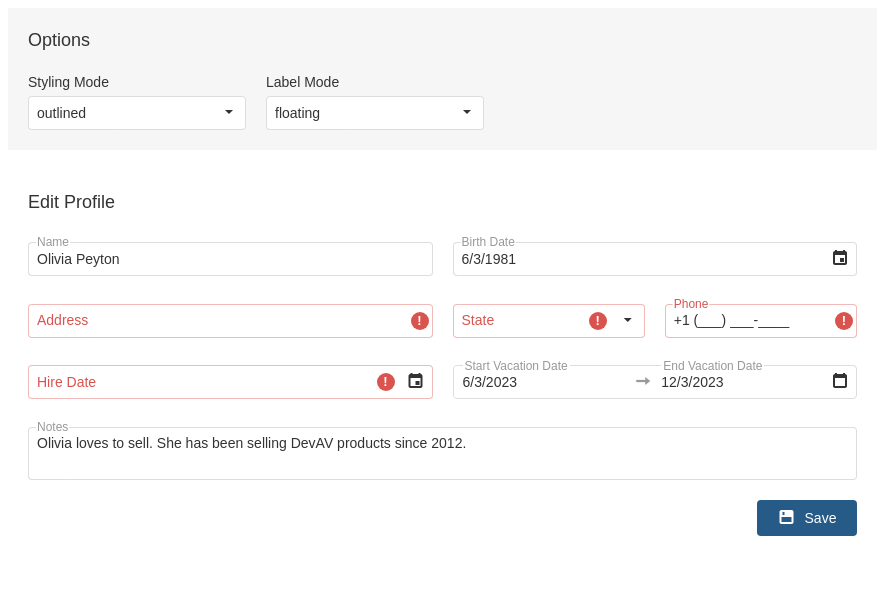 Options
Styling Mode
Label Mode
outlined
floating
Edit Profile
Name
Birth Date
Olivia Peyton
6/3/1981
Address
State
Phone
+1 (___) ___-____
Hire Date
Start Vacation Date
End Vacation Date
6/3/2023
12/3/2023
Notes
Olivia loves to sell. She has been selling DevAV products since 2012.
Save